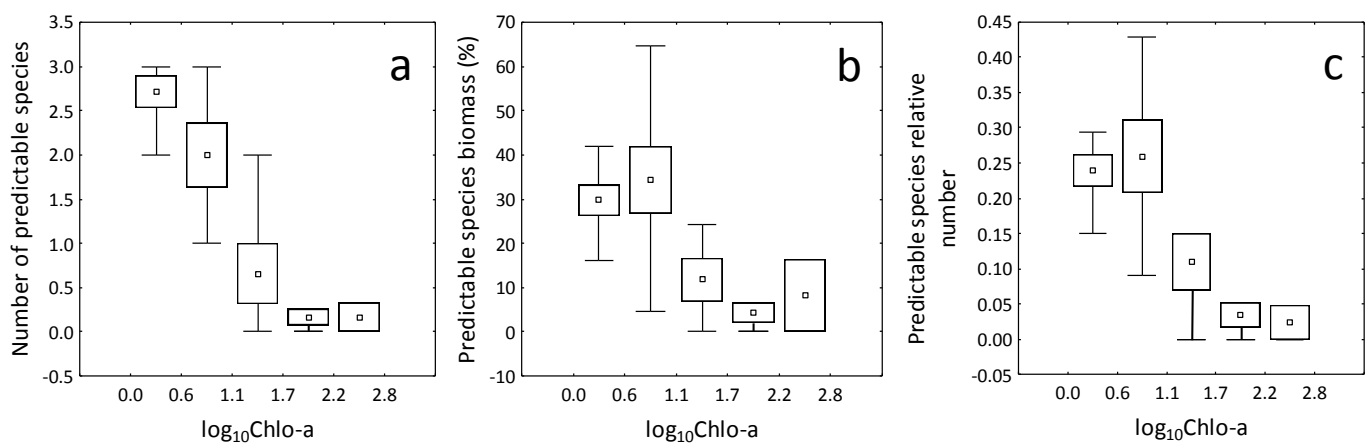 Number of predictable species
3.5
3.0
2.5
2.0
1.5
1.0
0.5
0.0
-0.5
a
0.0 0.6 1.1 1.7 2.2 2.8
log₁₀Chlo-a
Predictable species biomass (%)
70
60
50
40
30
20
10
0
-10
b
0.0 0.6 1.1 1.7 2.2 2.8
log₁₀Chlo-a
Predictable species relative
number
0.45
0.40
0.35
0.30
0.25
0.20
0.15
0.10
0.05
0.00
-0.05
c
0.0 0.6 1.1 1.7 2.2 2.8
log₁₀Chlo-a